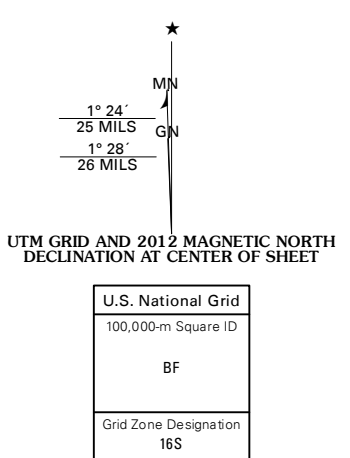 ★
MN
1° 24´
25 MILS
GN
1° 28´
26 MILS
UTM GRID AND 2012 MAGNETIC NORTH
DECLINATION AT CENTER OF SHEET
U.S. National Grid
100,000-m Square ID
BF
Grid Zone Designation
16S